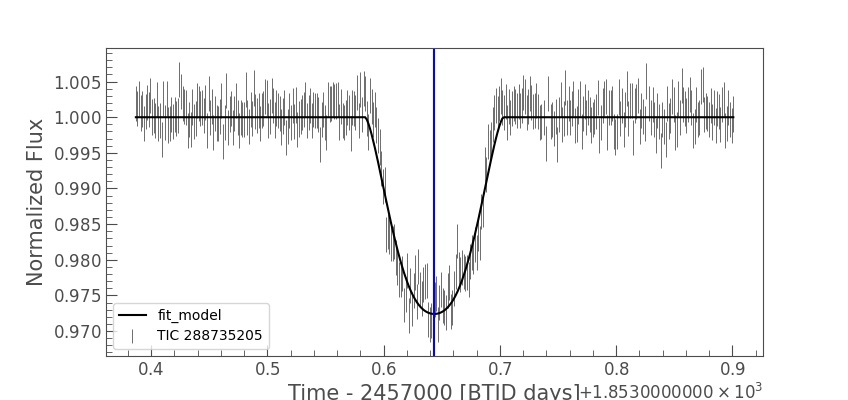 Normalized Flux
1.005
1.000
0.995
0.990
0.985
0.980
0.975
0.970
fit_model
TIC 288735205
0.4 0.5 0.6 0.7 0.8 0.9
Time - 2457000 [BTJD days]
+1.8530000000 × 10³